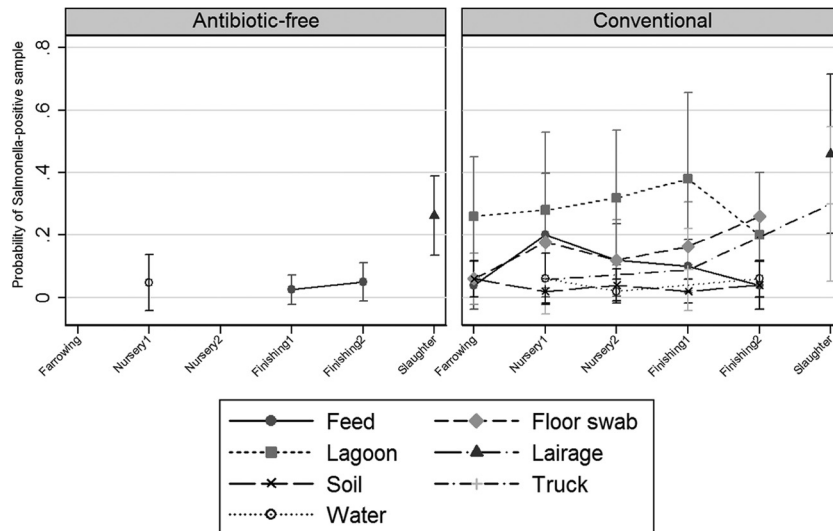 Antibiotic-free Conventional
Probability of Salmonella-positive sample
.8
.6
.4
.2
0
Farrowing Nursery1 Nursery2 Finishing1 Finishing2 Slaughter Farrowing Nursery1 Nursery2 Finishing1 Finishing2 Slaughter
Feed Floor swab
Lagoon Lairage
Soil Truck
Water